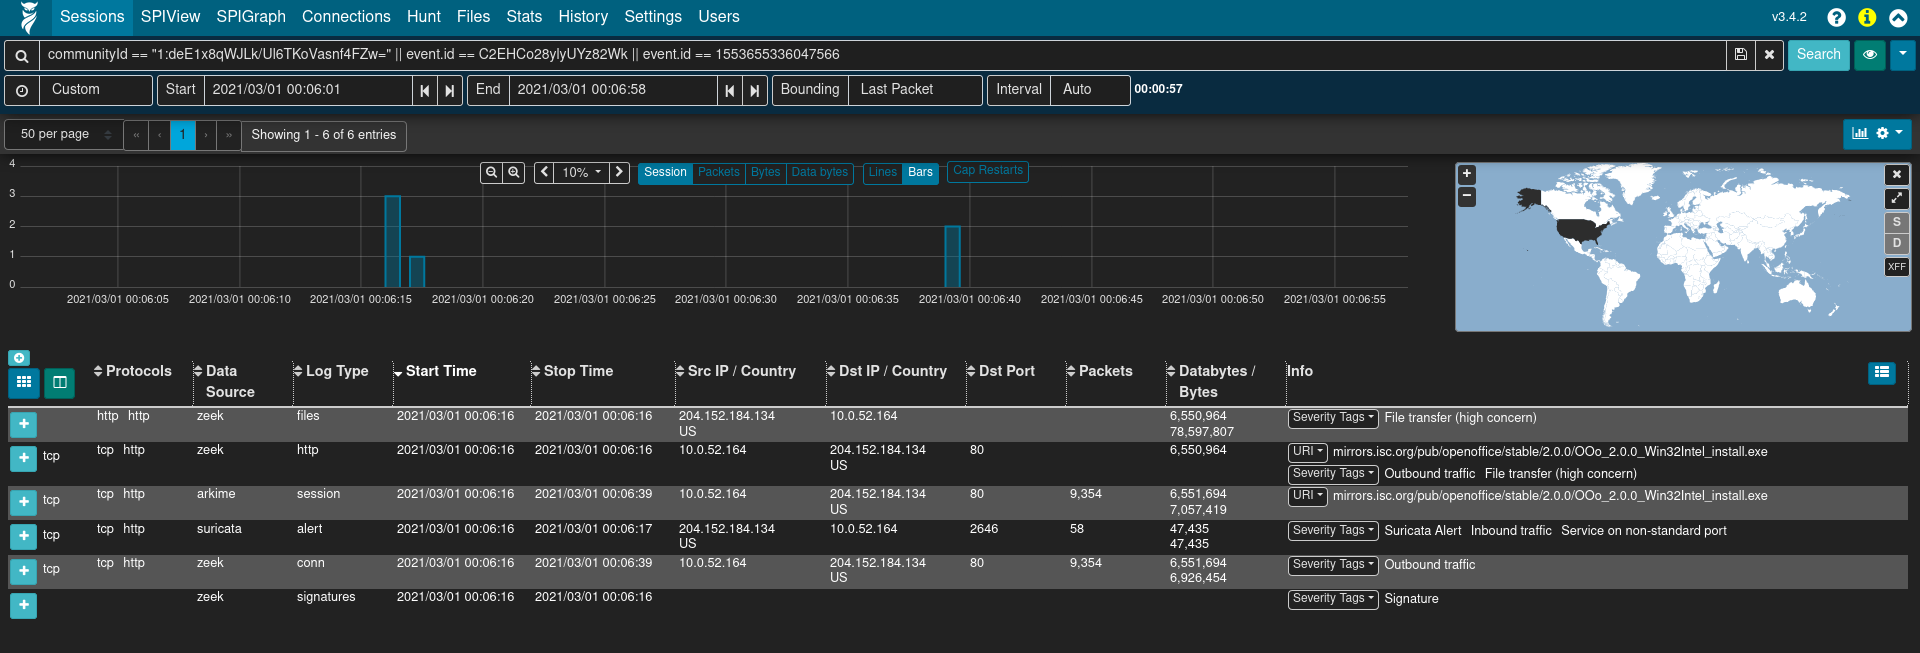 Sessions SPIView SPIGraph Connections Hunt Files Stats History Settings Users v3.4.2
communityId == "1:deE1x8qWJLk/Ul6TKoVasnf4FZw=" || event.id == C2EHCo28ylyUYz82Wk || event.id == 1553655336047566 Search
Custom Start 2021/03/01 00:06:01 End 2021/03/01 00:06:58 Bounding Last Packet Interval Auto 00:00:57
50 per page « ‹ 1 › » Showing 1 - 6 of 6 entries
10% Session Packets Bytes Data bytes Lines Bars Cap Restarts
4
3
2
1
0
2021/03/01 00:06:05 2021/03/01 00:06:10 2021/03/01 00:06:15 2021/03/01 00:06:20 2021/03/01 00:06:25 2021/03/01 00:06:30 2021/03/01 00:06:35 2021/03/01 00:06:40 2021/03/01 00:06:45 2021/03/01 00:06:50 2021/03/01 00:06:55
+
−
S
D
XFF
Protocols Data Source Log Type Start Time Stop Time Src IP / Country Dst IP / Country Dst Port Packets Databytes / Bytes Info
http http zeek files 2021/03/01 00:06:16 2021/03/01 00:06:16 204.152.184.134 10.0.52.164 6,550,964 Severity Tags File transfer (high concern)
US 78,597,807
tcp tcp http zeek http 2021/03/01 00:06:16 2021/03/01 00:06:16 10.0.52.164 204.152.184.134 80 6,550,964 URI mirrors.isc.org/pub/openoffice/stable/2.0.0/OOo_2.0.0_Win32Intel_install.exe
US Severity Tags Outbound traffic File transfer (high concern)
tcp tcp http arkime session 2021/03/01 00:06:16 2021/03/01 00:06:39 10.0.52.164 204.152.184.134 80 9,354 6,551,694 URI mirrors.isc.org/pub/openoffice/stable/2.0.0/OOo_2.0.0_Win32Intel_install.exe
US 7,057,419
tcp tcp http suricata alert 2021/03/01 00:06:16 2021/03/01 00:06:17 204.152.184.134 10.0.52.164 2646 58 47,435 Severity Tags Suricata Alert Inbound traffic Service on non-standard port
US 47,435
tcp tcp http zeek conn 2021/03/01 00:06:16 2021/03/01 00:06:39 10.0.52.164 204.152.184.134 80 9,354 6,551,694 Severity Tags Outbound traffic
US 6,926,454
zeek signatures 2021/03/01 00:06:16 2021/03/01 00:06:16 Severity Tags Signature